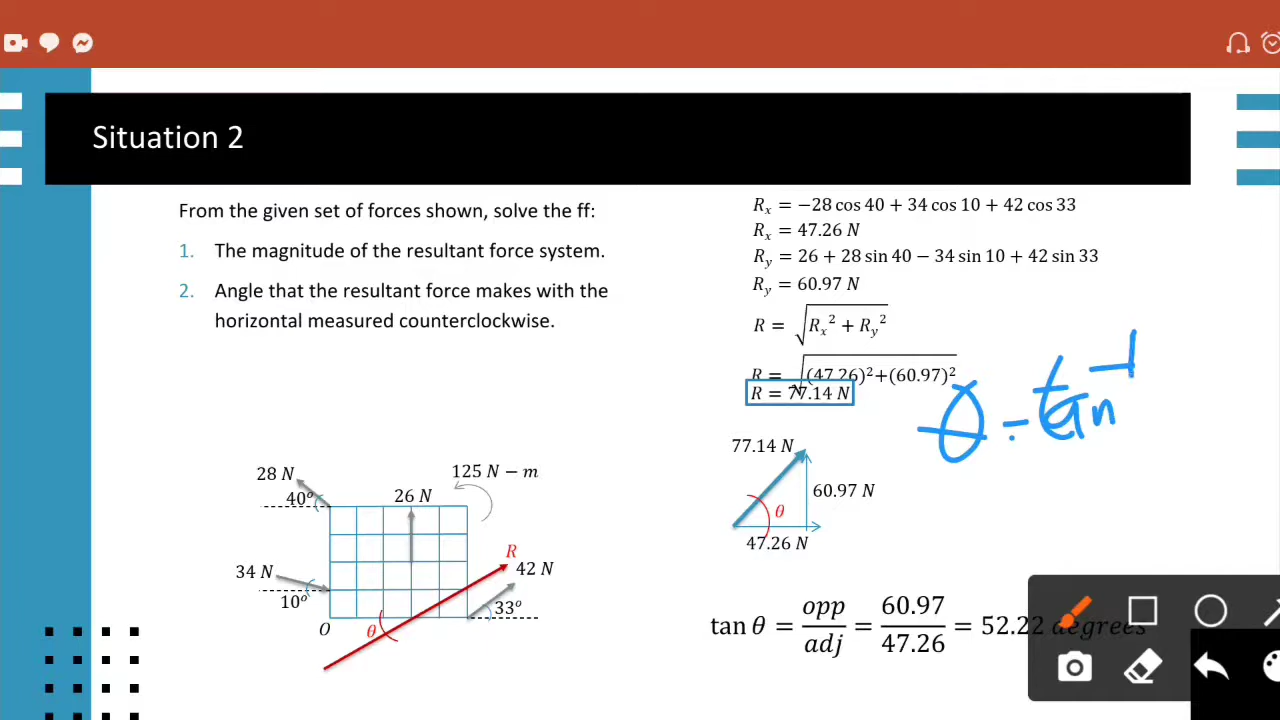 Situation 2
From the given set of forces shown, solve the ff:
1. The magnitude of the resultant force system.
2. Angle that the resultant force makes with the
horizontal measured counterclockwise.
Rx = −28 cos 40 + 34 cos 10 + 42 cos 33
Rx = 47.26 N
Ry = 26 + 28 sin 40 − 34 sin 10 + 42 sin 33
Ry = 60.97 N
R = √Rx² + Ry²
R = √(47.26)²+(60.97)²
R = 77.14 N
θ = tan⁻¹
77.14 N
60.97 N
θ
47.26 N
28 N
40°
26 N
125 N − m
34 N
10°
R
42 N
33°
O
θ
tan θ = opp/adj = 60.97/47.26 = 52.22 degrees